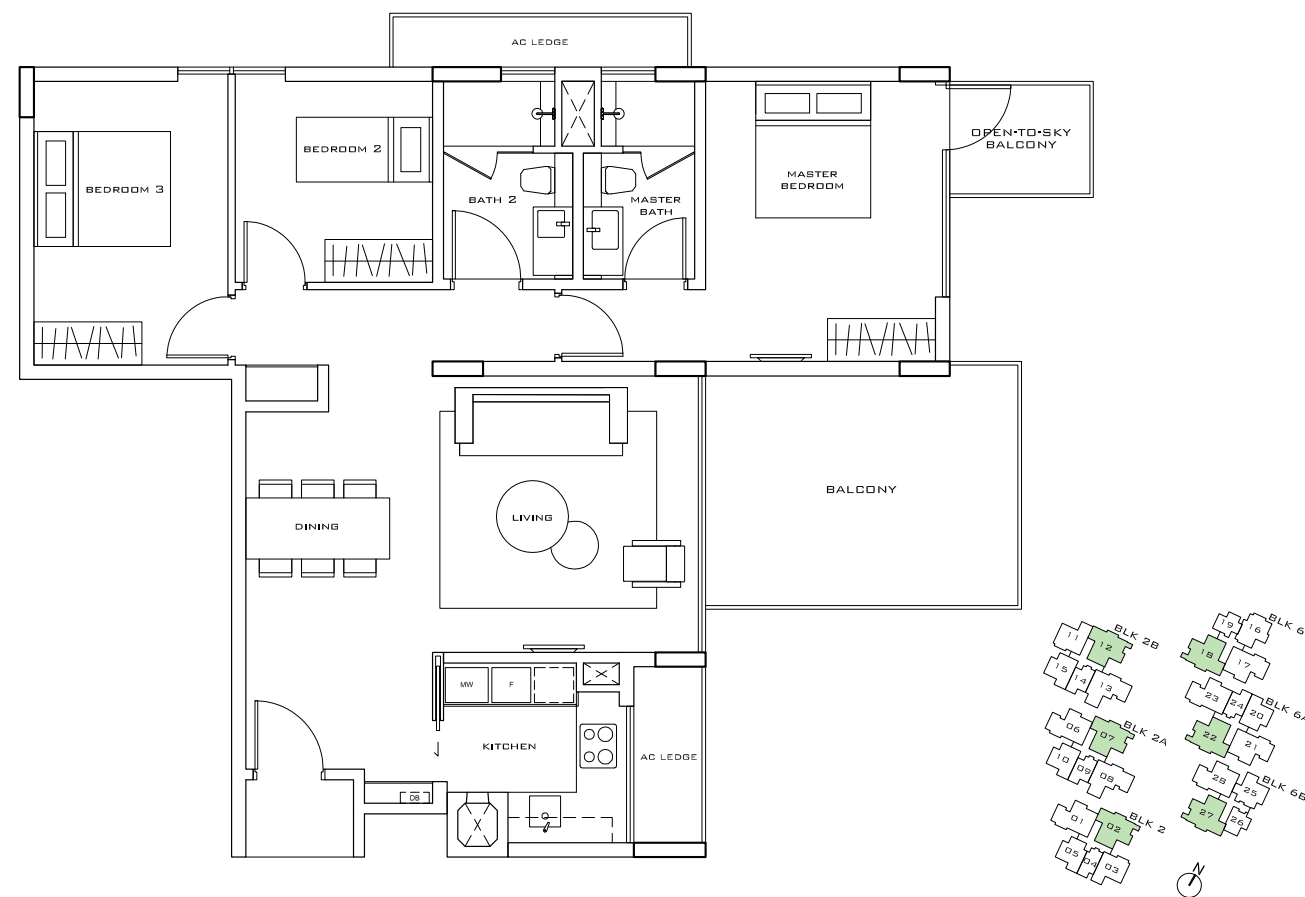 AC LEDGE
OPEN-TO-SKY
BALCONY
BEDROOM 2
BEDROOM 3
MASTER
BEDROOM
BATH 2
MASTER
BATH
BALCONY
LIVING
DINING
MW
F
KITCHEN
AC LEDGE
DB
BLK 2B
11
12
15
14
13
BLK 2A
06
07
10
09
08
BLK 2
01
02
05
04
03
BLK 6
19
16
18
17
BLK 6A
23
24
20
22
21
BLK 6B
28
25
27
26
N